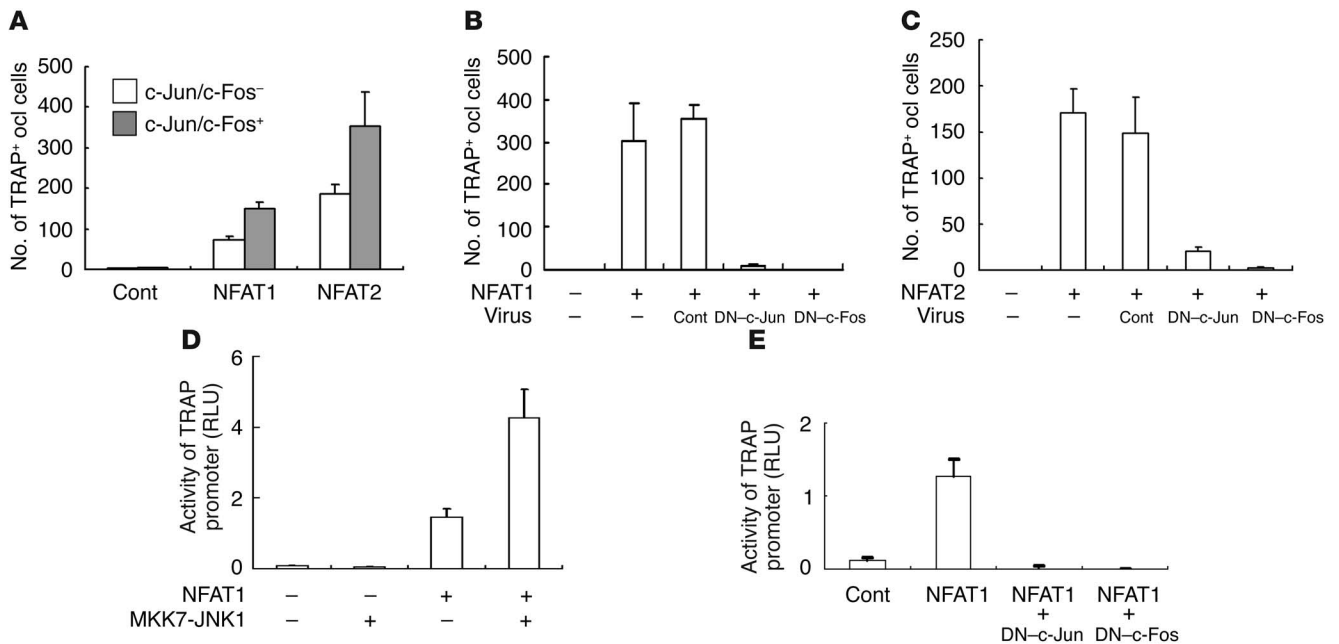 A
No. of TRAP⁺ ocl cells
500
400
300
200
100
0
c-Jun/c-Fos⁻
c-Jun/c-Fos⁺
Cont NFAT1 NFAT2
B
No. of TRAP⁺ ocl cells
500
400
300
200
100
0
NFAT1 – + + + +
Virus – – Cont DN–c-Jun DN–c-Fos
C
No. of TRAP⁺ ocl cells
250
200
150
100
50
0
NFAT2 – + + + +
Virus – – Cont DN–c-Jun DN–c-Fos
D
Activity of TRAP
promoter (RLU)
6
4
2
0
NFAT1 – – + +
MKK7-JNK1 – + – +
E
Activity of TRAP
promoter (RLU)
2
1
0
Cont NFAT1 NFAT1 NFAT1
+ +
DN–c-Jun DN–c-Fos